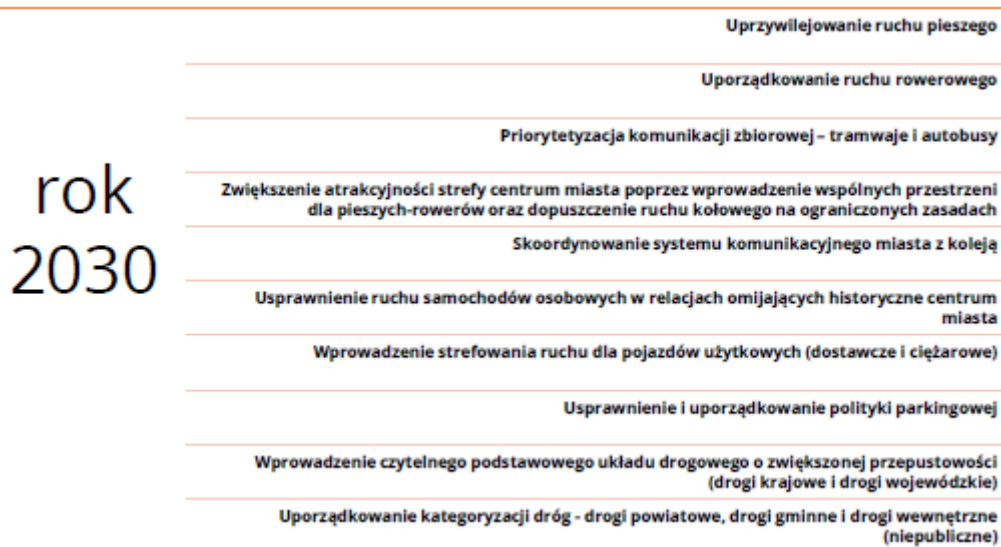 rok
2030
Uprzywilejowanie ruchu pieszego
Uporządkowanie ruchu rowerowego
Priorytetyzacja komunikacji zbiorowej – tramwaje i autobusy
Zwiększenie atrakcyjności strefy centrum miasta poprzez wprowadzenie wspólnych przestrzeni
dla pieszych-rowerów oraz dopuszczenie ruchu kołowego na ograniczonych zasadach
Skoordynowanie systemu komunikacyjnego miasta z koleją
Usprawnienie ruchu samochodów osobowych w relacjach omijających historyczne centrum
miasta
Wprowadzenie strefowania ruchu dla pojazdów użytkowych (dostawcze i ciężarowe)
Usprawnienie i uporządkowanie polityki parkingowej
Wprowadzenie czytelnego podstawowego układu drogowego o zwiększonej przepustowości
(drogi krajowe i drogi wojewódzkie)
Uporządkowanie kategoryzacji dróg - drogi powiatowe, drogi gminne i drogi wewnętrzne
(niepubliczne)